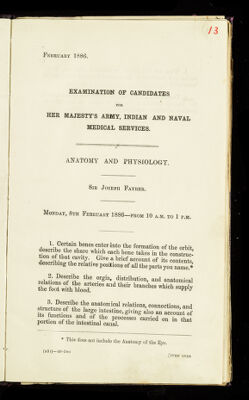 13
FEBRUARY 1886.
EXAMINATION OF CANDIDATES
FOR
HER MAJESTY'S ARMY, INDIAN AND NAVAL
MEDICAL SERVICES.
ANATOMY AND PHYSIOLOGY.
SIR JOSEPH FAYRER.
MONDAY, 8TH FEBRUARY 1886—FROM 10 A.M. TO 1 P.M.
1. Certain bones enter into the formation of the orbit,
describe the share which each bone takes in the construc-
tion of that cavity. Give a brief account of its contents,
describing the relative positions of all the parts you name.*
2. Describe the orgin, distribution, and anatomical
relations of the arteries and their branches which supply
the foot with blood.
3. Describe the anatomical relations, connections, and
structure of the large intestine, giving also an account of
its functions and of the processes carried on in that
portion of the intestinal canal.
* This does not include the Anatomy of the Eye.
[OVER